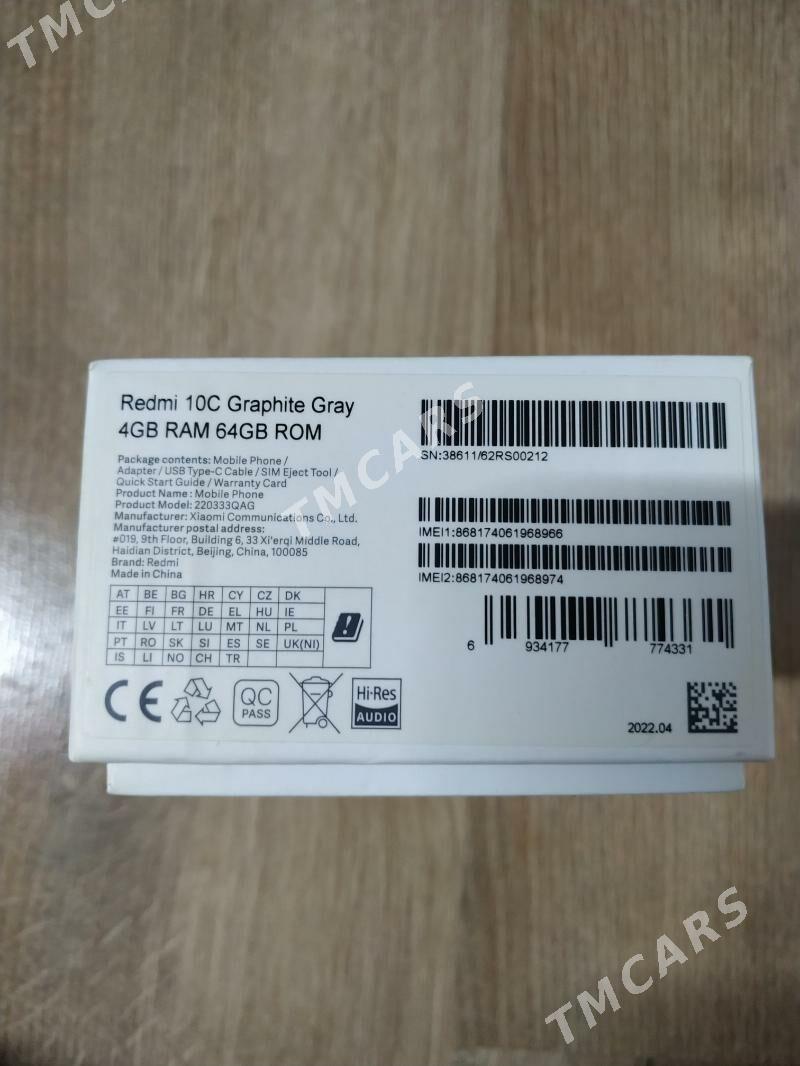 TMCARS
Redmi 10C Graphite Gray
4GB RAM 64GB ROM
Package contents: Mobile Phone /
Adapter / USB Type-C Cable / SIM Eject Tool /
Quick Start Guide / Warranty Card
Product Name : Mobile Phone
Product Model: 220333QAG
Manufacturer: Xiaomi Communications Co., Ltd.
Manufacturer postal address:
#019, 9th Floor, Building 6, 33 Xi'erqi Middle Road,
Haidian District, Beijing, China, 100085
Brand: Redmi
Made in China
AT BE BG HR CY CZ DK
EE FI FR DE EL HU IE
IT LV LT LU MT NL PL
PT RO SK SI ES SE UK(NI)
IS LI NO CH TR
CE
QC
PASS
Hi-Res
AUDIO
SN:38611/62RS00212
IMEI1:868174061968966
IMEI2:868174061968974
6 934177 774331
2022.04
TMCARS
TMCARS